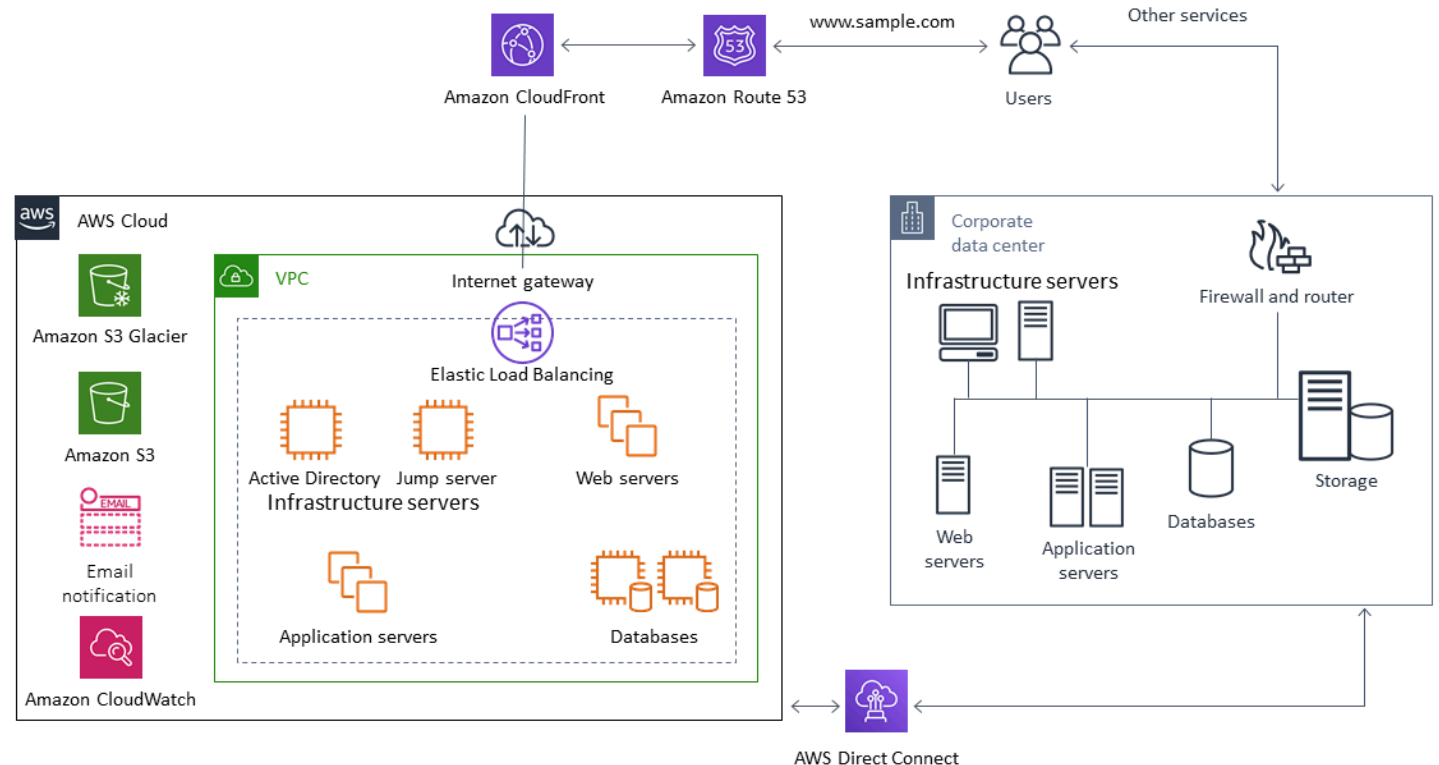 www.sample.com
Other services
53
Amazon CloudFront
Amazon Route 53
Users
aws
AWS Cloud
Corporate
data center
VPC
Internet gateway
Infrastructure servers
Firewall and router
Amazon S3 Glacier
Elastic Load Balancing
Amazon S3
Active Directory
Jump server
Web servers
Infrastructure servers
Storage
EMAIL
Databases
Web
servers
Application
servers
Email
notification
Application servers
Databases
Amazon CloudWatch
AWS Direct Connect